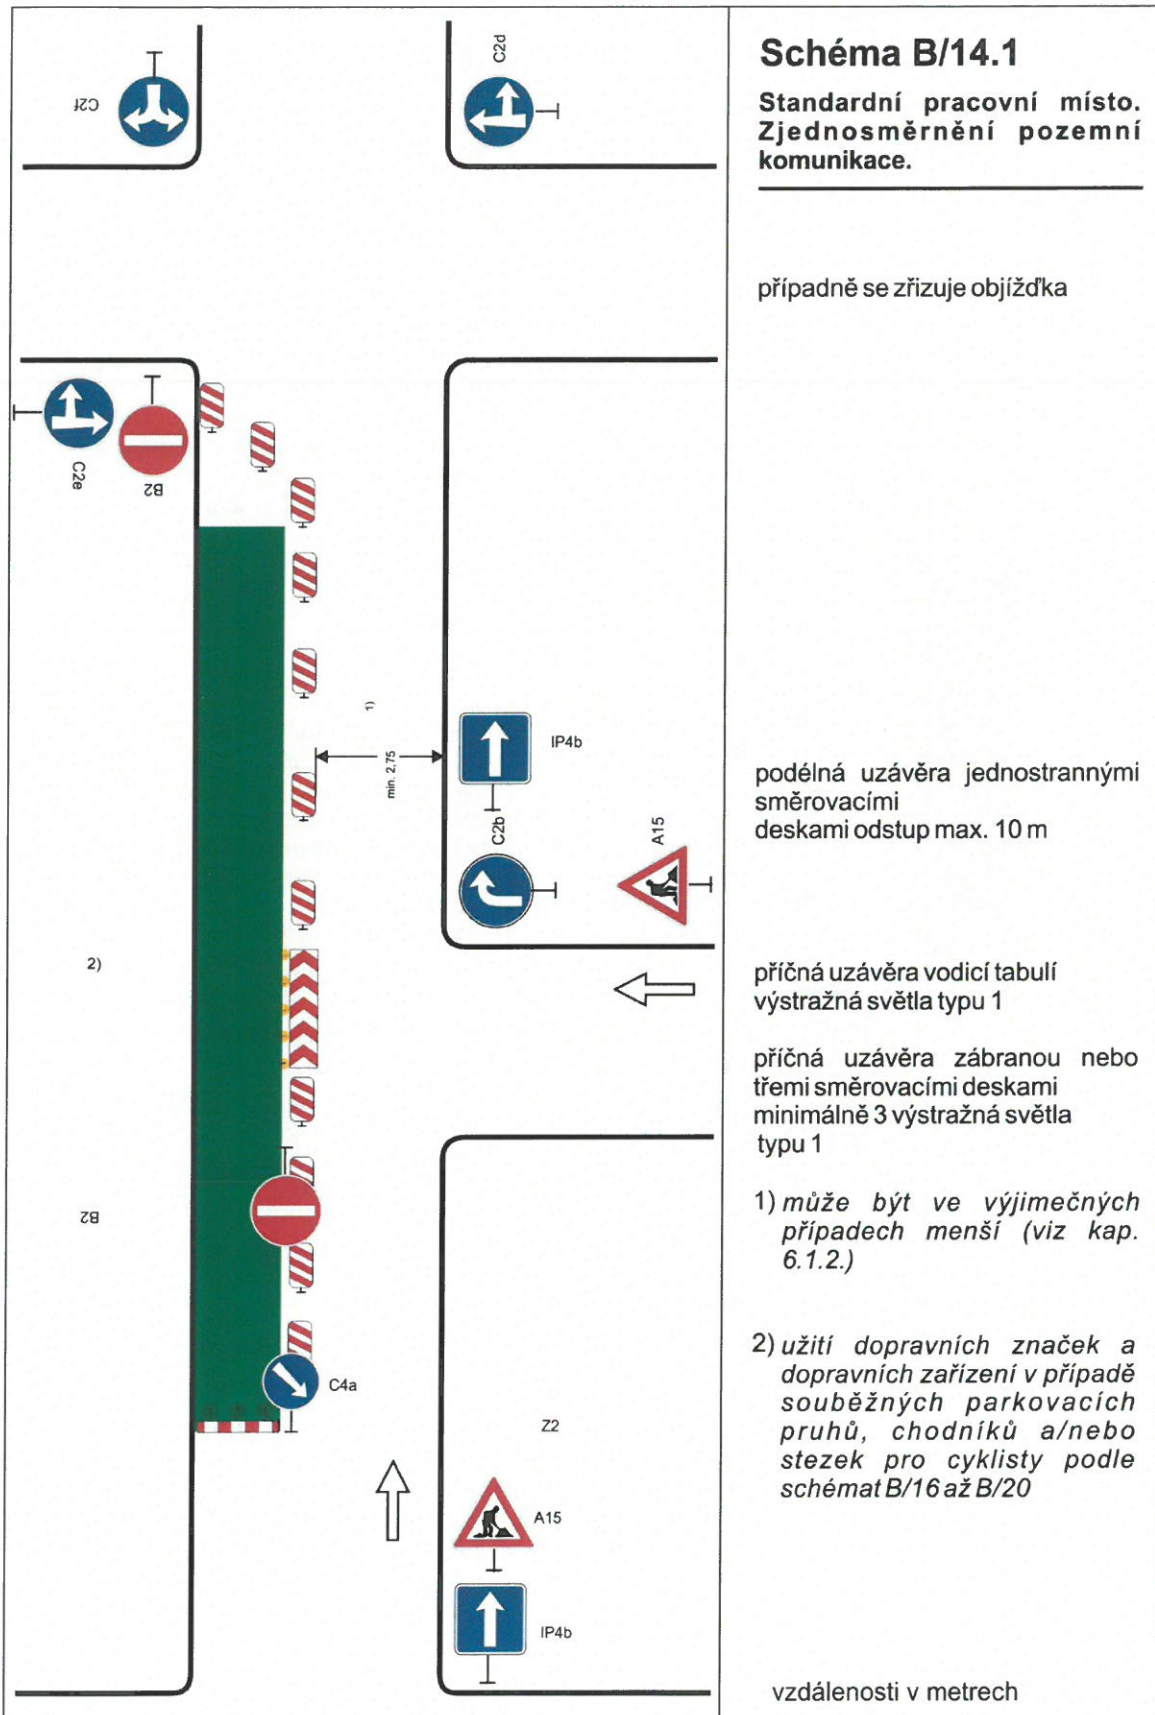 Schéma B/14.1
Standardní pracovní místo.
Zjednosměrnění pozemní
komunikace.
případně se zřizuje objížďka
podélná uzávěra jednostrannými
směrovacími
deskami odstup max. 10 m
příčná uzávěra vodicí tabulí
výstražná světla typu 1
příčná uzávěra zábranou nebo
třemi směrovacími deskami
minimálně 3 výstražná světla
typu 1
1) může být ve výjimečných
případech menší (viz kap.
6.1.2.)
2) užití dopravních značek a
dopravních zařízení v případě
souběžných parkovacích
pruhů, chodníků a/nebo
stezek pro cyklisty podle
schémat B/16 až B/20
vzdálenosti v metrech
C2f
C2d
C2e
B2
1)
min. 2,75
IP4b
C2b
A15
2)
B2
C4a
Z2
A15
IP4b